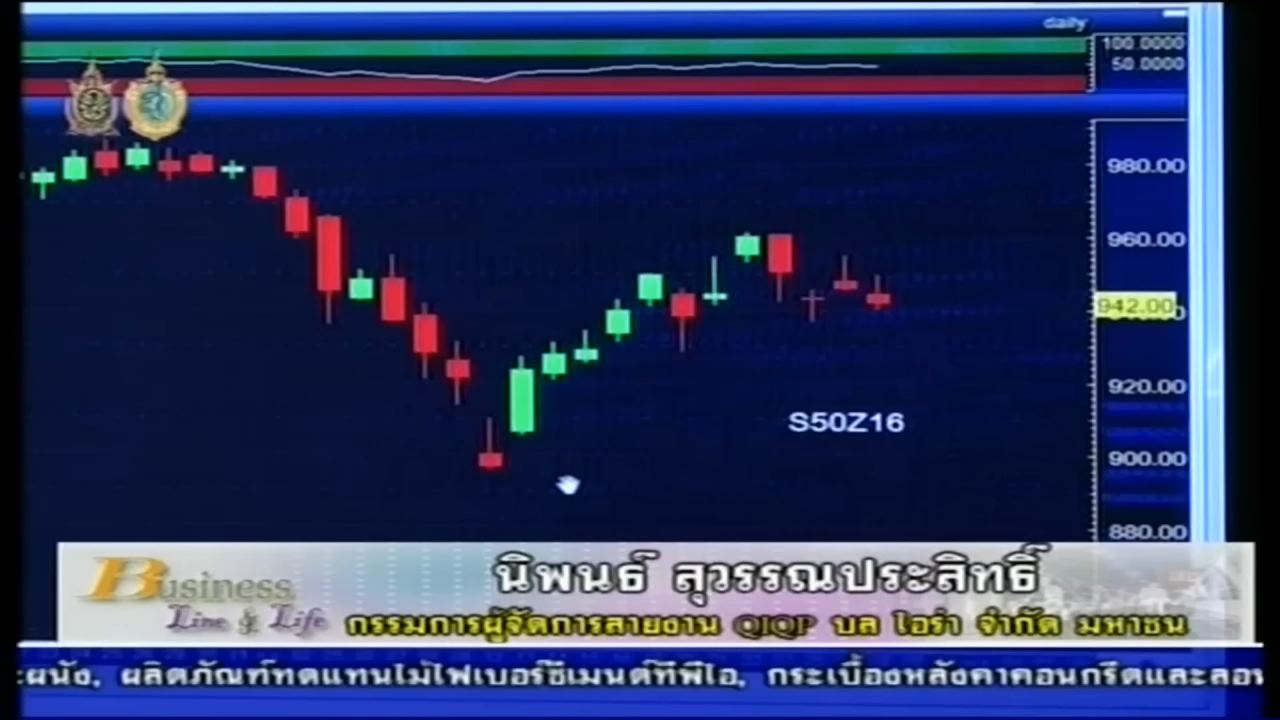 daily
100.0000
50.0000
980.00
960.00
942.00
920.00
S50Z16
900.00
880.00
Business
Line & Life
นิพนธ์ สุวรรณประสิทธิ์
กรรมการผู้จัดการสายงาน QIQP บล ไอร่า จำกัด มหาชน
ผนัง, ผลิตภัณฑ์ทดแทนไม้ไฟเบอร์ซีเมนต์ทีพีไอ, กระเบื้องหลังคาคอนกรีตและลอน